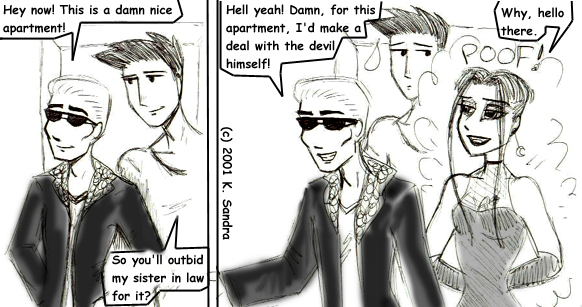 Hey now! This is a damn nice
apartment!
So you'll outbid
my sister in law
for it?
(c) 2001 K. Sandra
Hell yeah! Damn, for this
apartment, I'd make a
deal with the devil
himself!
POOF!
Why, hello
there.